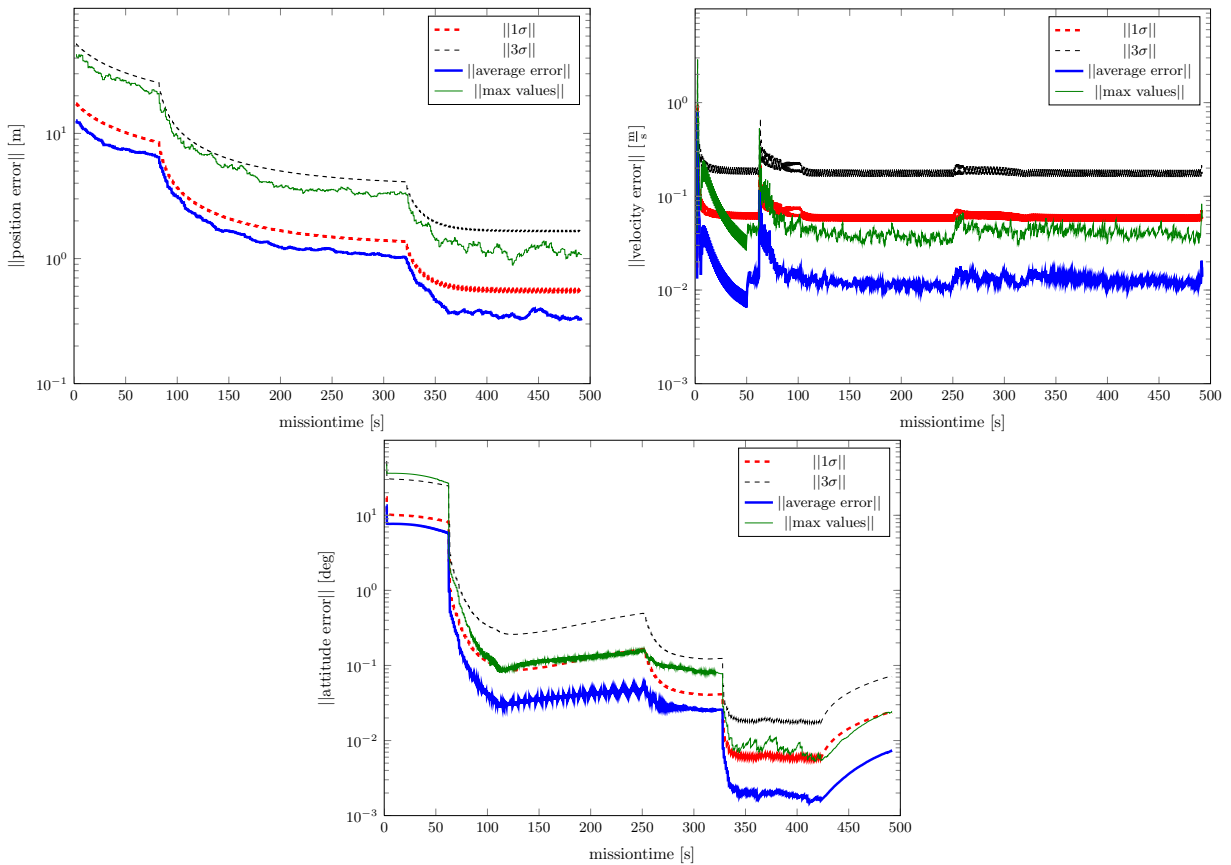 ||1σ||
||3σ||
||average error||
||max values||
10^1
10^0
10^−1
||position error|| [m]
0 50 100 150 200 250 300 350 400 450 500
missiontime [s]
||1σ||
||3σ||
||average error||
||max values||
10^0
10^−1
10^−2
10^−3
||velocity error|| [m/s]
0 50 100 150 200 250 300 350 400 450 500
missiontime [s]
||1σ||
||3σ||
||average error||
||max values||
10^1
10^0
10^−1
10^−2
10^−3
||attitude error|| [deg]
0 50 100 150 200 250 300 350 400 450 500
missiontime [s]